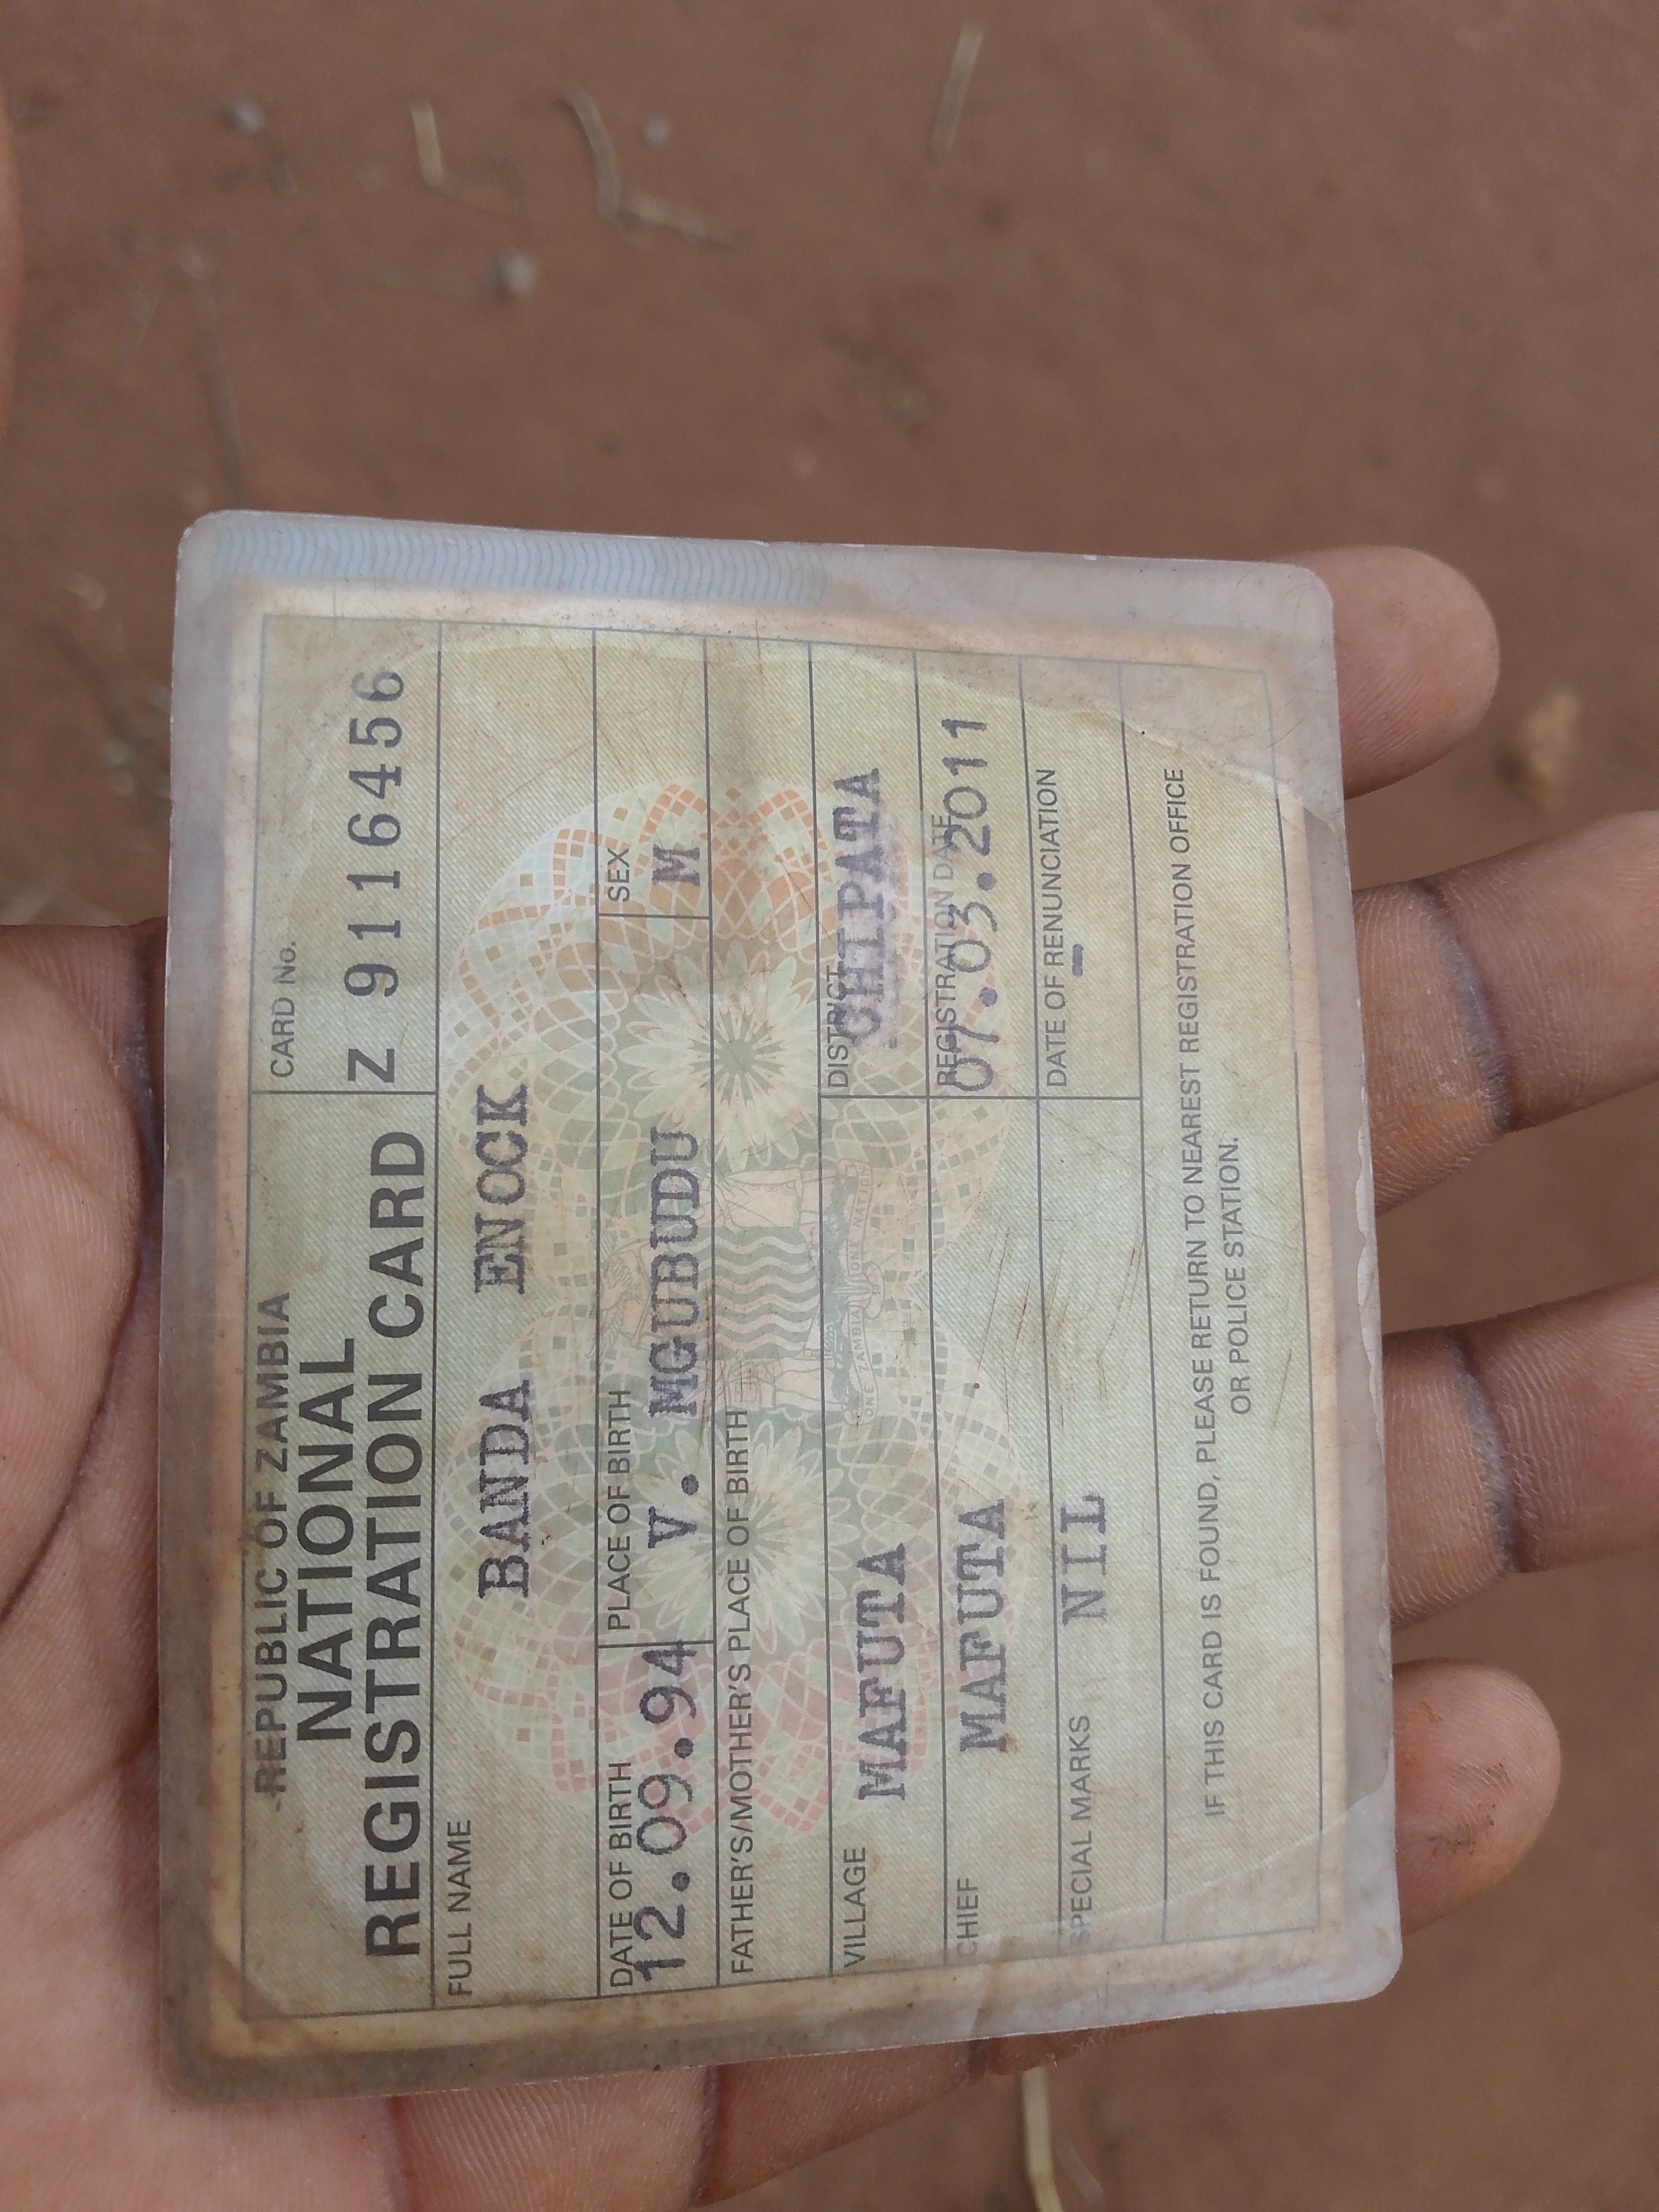 REPUBLIC OF ZAMBIA
NATIONAL
REGISTRATION CARD
CARD No.
Z 9116456
FULL NAME
BANDA ENOCK
DATE OF BIRTH PLACE OF BIRTH SEX
12.09.94 V. MGUBUDU M
FATHER'S/MOTHER'S PLACE OF BIRTH
VILLAGE MAFUTA
DISTRICT CHIPATA
CHIEF MAFUTA
REGISTRATION DATE
07.03.2011
SPECIAL MARKS NIL
DATE OF RENUNCIATION
-
IF THIS CARD IS FOUND, PLEASE RETURN TO NEAREST REGISTRATION OFFICE
OR POLICE STATION.